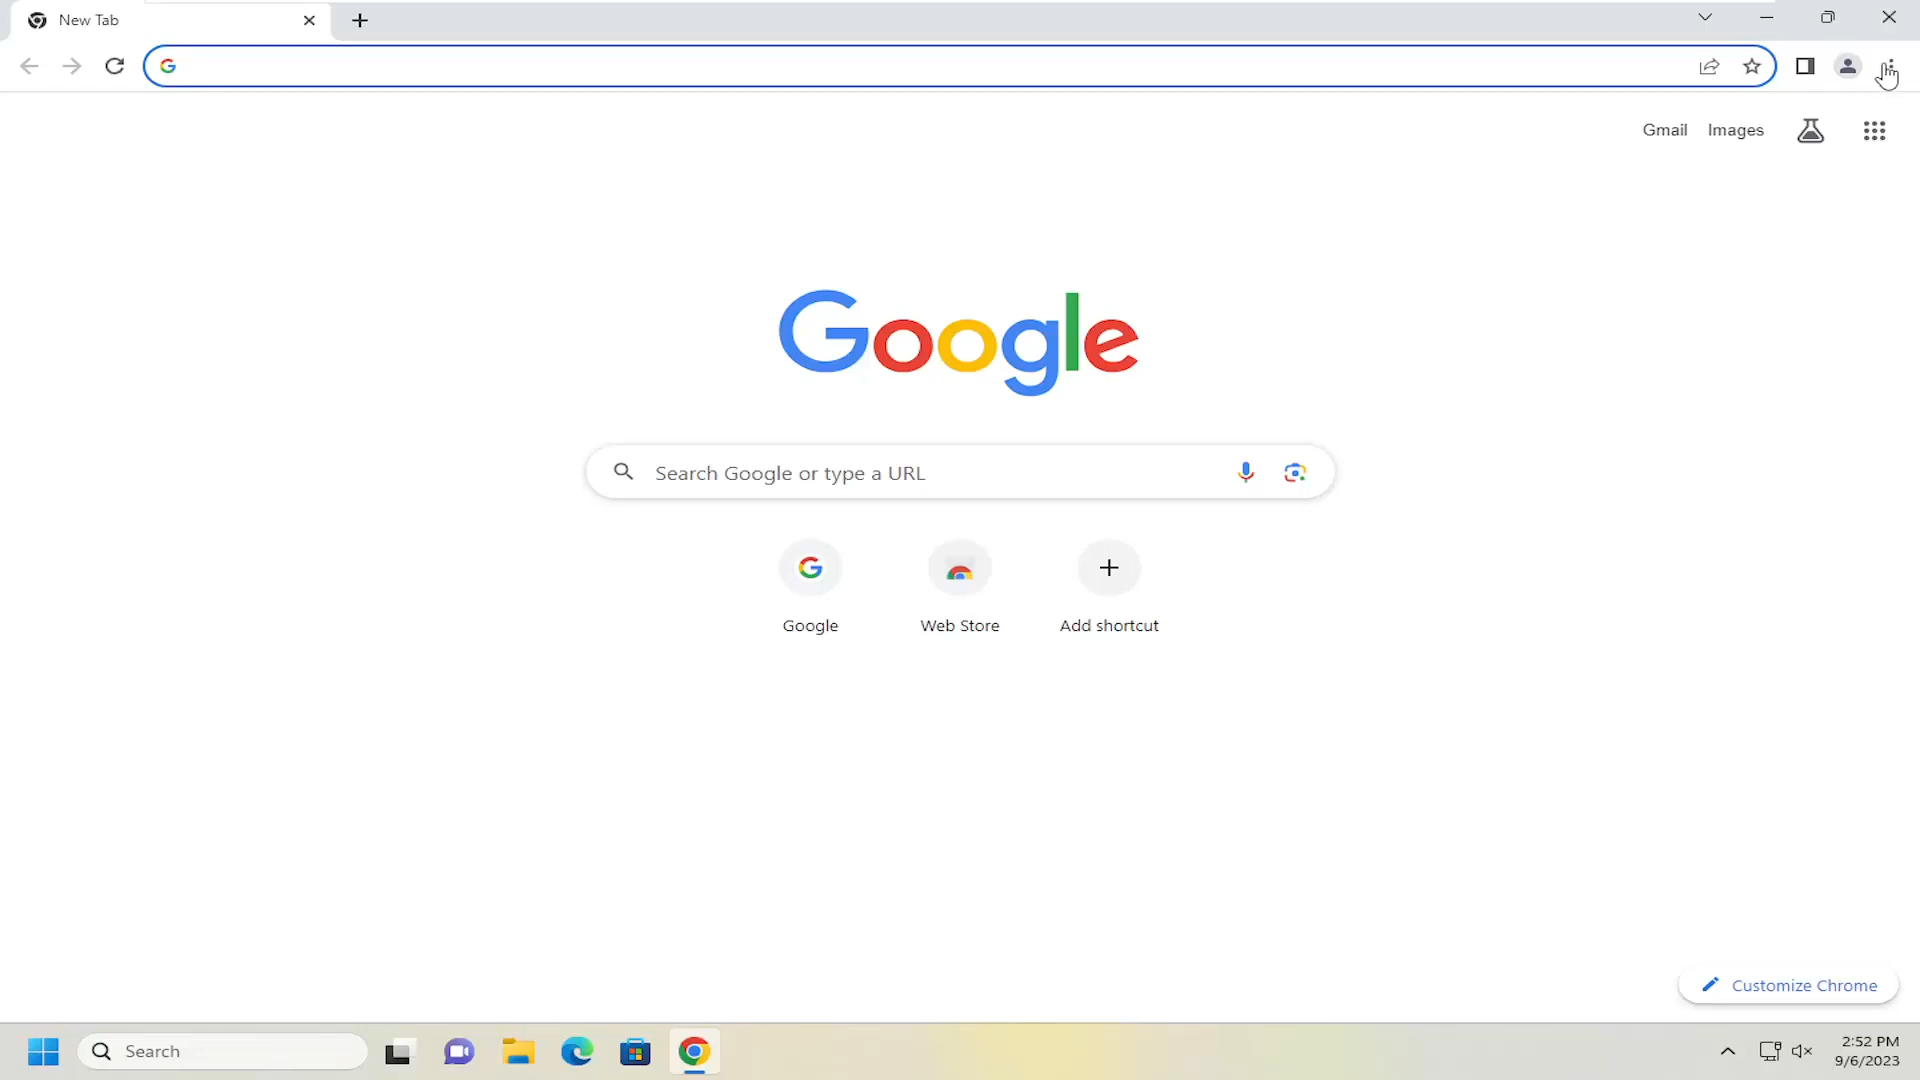 New Tab
Gmail Images
Google
Search Google or type a URL
Google Web Store Add shortcut
Customize Chrome
Search
2:52 PM
9/6/2023